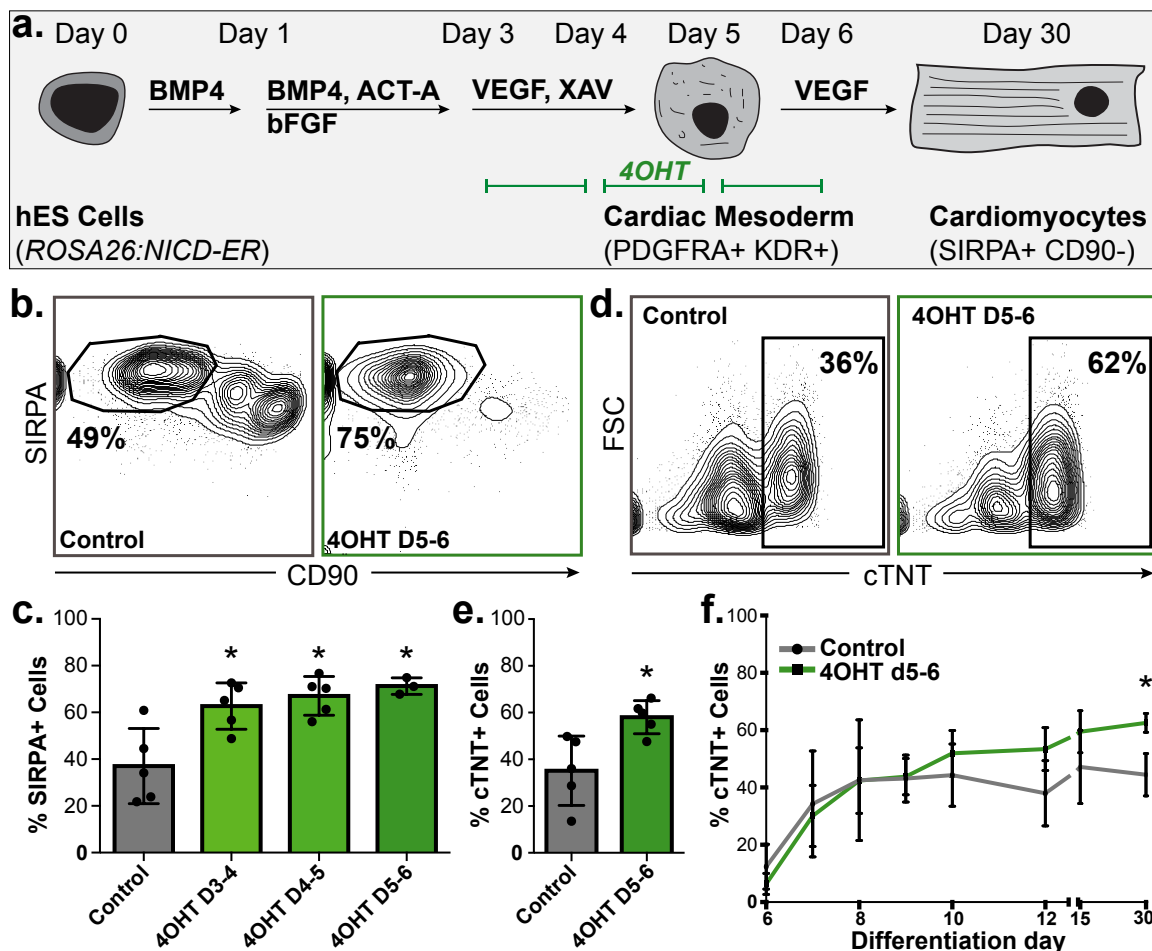 a.
Day 0 Day 1 Day 3 Day 4 Day 5 Day 6 Day 30
BMP4
BMP4, ACT-A
bFGF
VEGF, XAV
VEGF
4OHT
hES Cells
(ROSA26:NICD-ER)
Cardiac Mesoderm
(PDGFRA+ KDR+)
Cardiomyocytes
(SIRPA+ CD90-)
b.
SIRPA
49%
Control
75%
4OHT D5-6
CD90
d.
FSC
Control
36%
4OHT D5-6
62%
cTNT
c.
% SIRPA+ Cells
100
80
60
40
20
0
*
*
*
Control
4OHT D3-4
4OHT D4-5
4OHT D5-6
e.
% cTNT+ Cells
100
80
60
40
20
0
*
Control
4OHT D5-6
f.
% cTNT+ Cells
100
80
60
40
20
0
Control
4OHT d5-6
*
6 8 10 12 15 30
Differentiation day